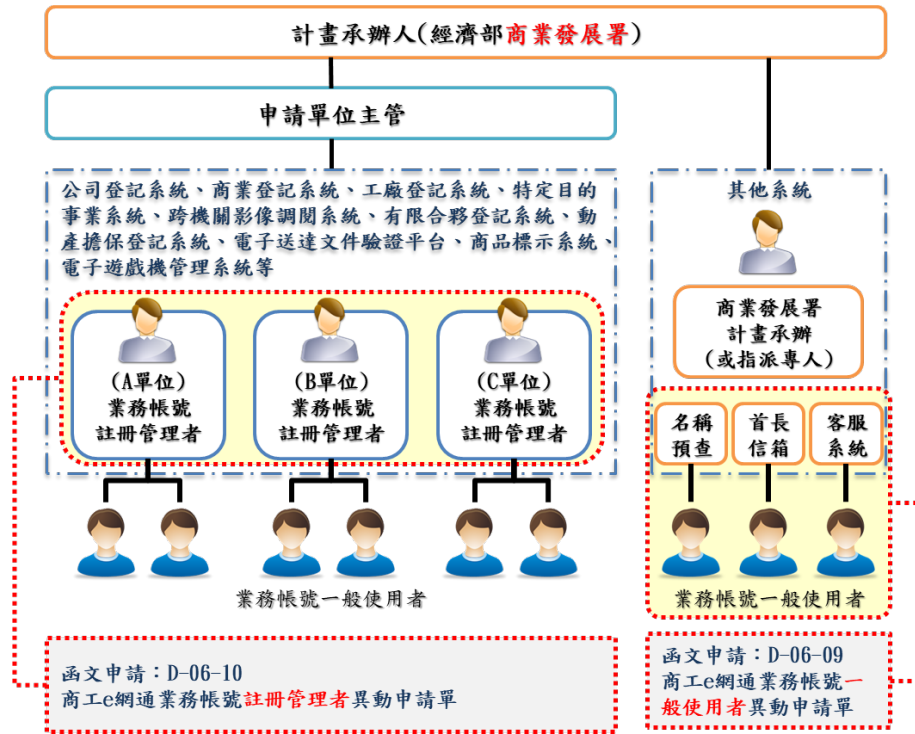 計畫承辦人(經濟部商業發展署)
申請單位主管
公司登記系統、商業登記系統、工廠登記系統、特定目的
事業系統、跨機關影像調閱系統、有限合夥登記系統、動
產擔保登記系統、電子送達文件驗證平台、商品標示系統、
電子遊戲機管理系統等
(A單位)
業務帳號
註冊管理者
(B單位)
業務帳號
註冊管理者
(C單位)
業務帳號
註冊管理者
業務帳號一般使用者
函文申請：D-06-10
商工e網通業務帳號註冊管理者異動申請單
其他系統
商業發展署
計畫承辦
(或指派專人)
名稱
預查
首長
信箱
客服
系統
業務帳號一般使用者
函文申請：D-06-09
商工e網通業務帳號一
般使用者異動申請單